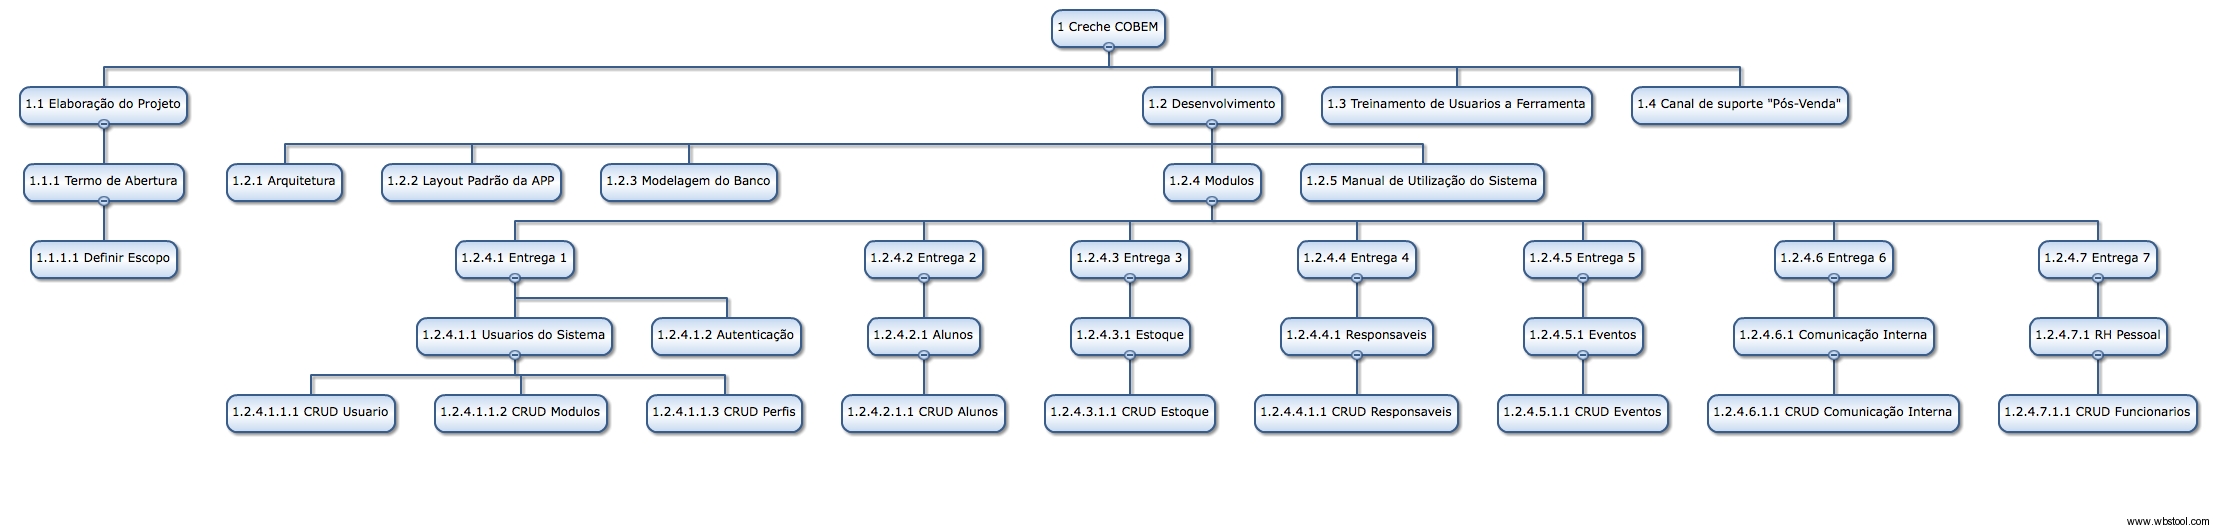 1 Creche COBEM
1.1 Elaboração do Projeto
1.2 Desenvolvimento
1.3 Treinamento de Usuarios a Ferramenta
1.4 Canal de suporte "Pós-Venda"
1.1.1 Termo de Abertura
1.2.1 Arquitetura
1.2.2 Layout Padrão da APP
1.2.3 Modelagem do Banco
1.2.4 Modulos
1.2.5 Manual de Utilização do Sistema
1.1.1.1 Definir Escopo
1.2.4.1 Entrega 1
1.2.4.2 Entrega 2
1.2.4.3 Entrega 3
1.2.4.4 Entrega 4
1.2.4.5 Entrega 5
1.2.4.6 Entrega 6
1.2.4.7 Entrega 7
1.2.4.1.1 Usuarios do Sistema
1.2.4.1.2 Autenticação
1.2.4.2.1 Alunos
1.2.4.3.1 Estoque
1.2.4.4.1 Responsaveis
1.2.4.5.1 Eventos
1.2.4.6.1 Comunicação Interna
1.2.4.7.1 RH Pessoal
1.2.4.1.1.1 CRUD Usuario
1.2.4.1.1.2 CRUD Modulos
1.2.4.1.1.3 CRUD Perfis
1.2.4.2.1.1 CRUD Alunos
1.2.4.3.1.1 CRUD Estoque
1.2.4.4.1.1 CRUD Responsaveis
1.2.4.5.1.1 CRUD Eventos
1.2.4.6.1.1 CRUD Comunicação Interna
1.2.4.7.1.1 CRUD Funcionarios
www.wbstool.com